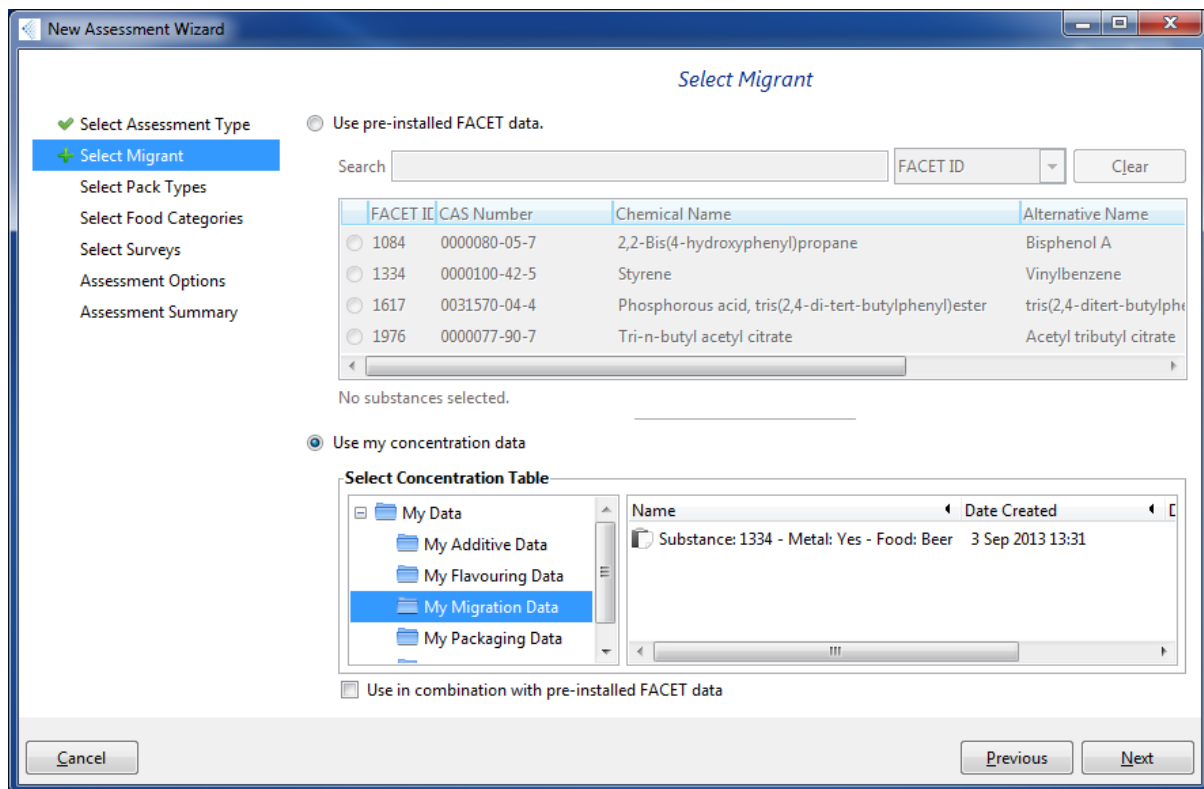 New Assessment Wizard
Select Migrant
Select Assessment Type
Select Migrant
Select Pack Types
Select Food Categories
Select Surveys
Assessment Options
Assessment Summary
Use pre-installed FACET data.
Search FACET ID Clear
FACET ID CAS Number Chemical Name Alternative Name
1084 0000080-05-7 2,2-Bis(4-hydroxyphenyl)propane Bisphenol A
1334 0000100-42-5 Styrene Vinylbenzene
1617 0031570-04-4 Phosphorous acid, tris(2,4-di-tert-butylphenyl)ester tris(2,4-ditert-butylphe
1976 0000077-90-7 Tri-n-butyl acetyl citrate Acetyl tributyl citrate
No substances selected.
Use my concentration data
Select Concentration Table
My Data
My Additive Data
My Flavouring Data
My Migration Data
My Packaging Data
Name Date Created
Substance: 1334 - Metal: Yes - Food: Beer 3 Sep 2013 13:31
Use in combination with pre-installed FACET data
Cancel Previous Next